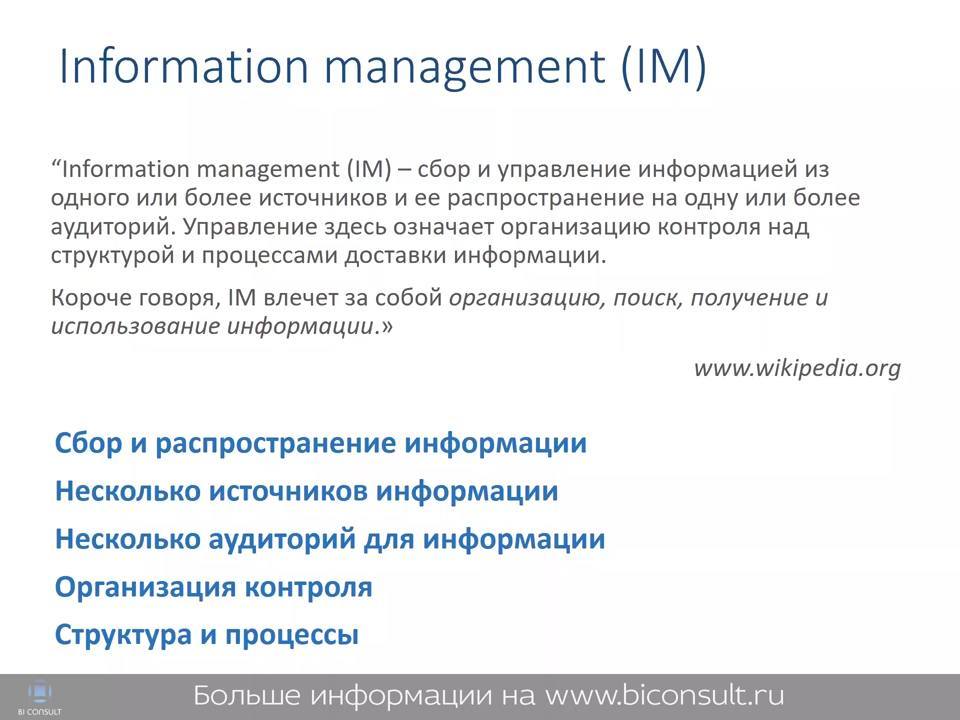 Information management (IM)
“Information management (IM) – сбор и управление информацией из
одного или более источников и ее распространение на одну или более
аудиторий. Управление здесь означает организацию контроля над
структурой и процессами доставки информации.
Короче говоря, IM влечет за собой организацию, поиск, получение и
использование информации.»
www.wikipedia.org
Сбор и распространение информации
Несколько источников информации
Несколько аудиторий для информации
Организация контроля
Структура и процессы
BI CONSULT
Больше информации на www.biconsult.ru